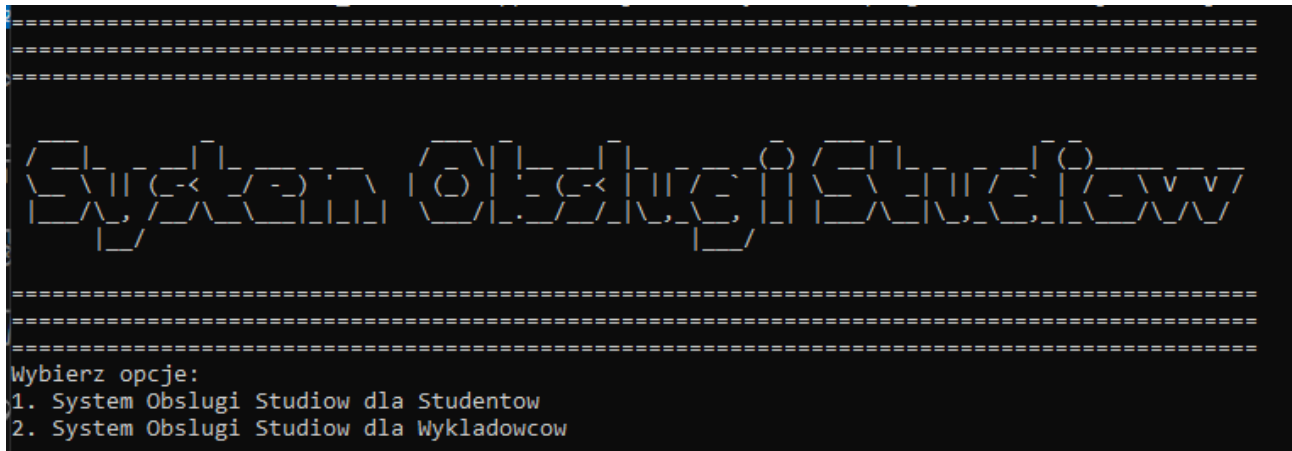 ==========================================================================================
==========================================================================================
==========================================================================================
System Obslugi Studiow
==========================================================================================
==========================================================================================
==========================================================================================
Wybierz opcje:
1. System Obslugi Studiow dla Studentow
2. System Obslugi Studiow dla Wykladowcow